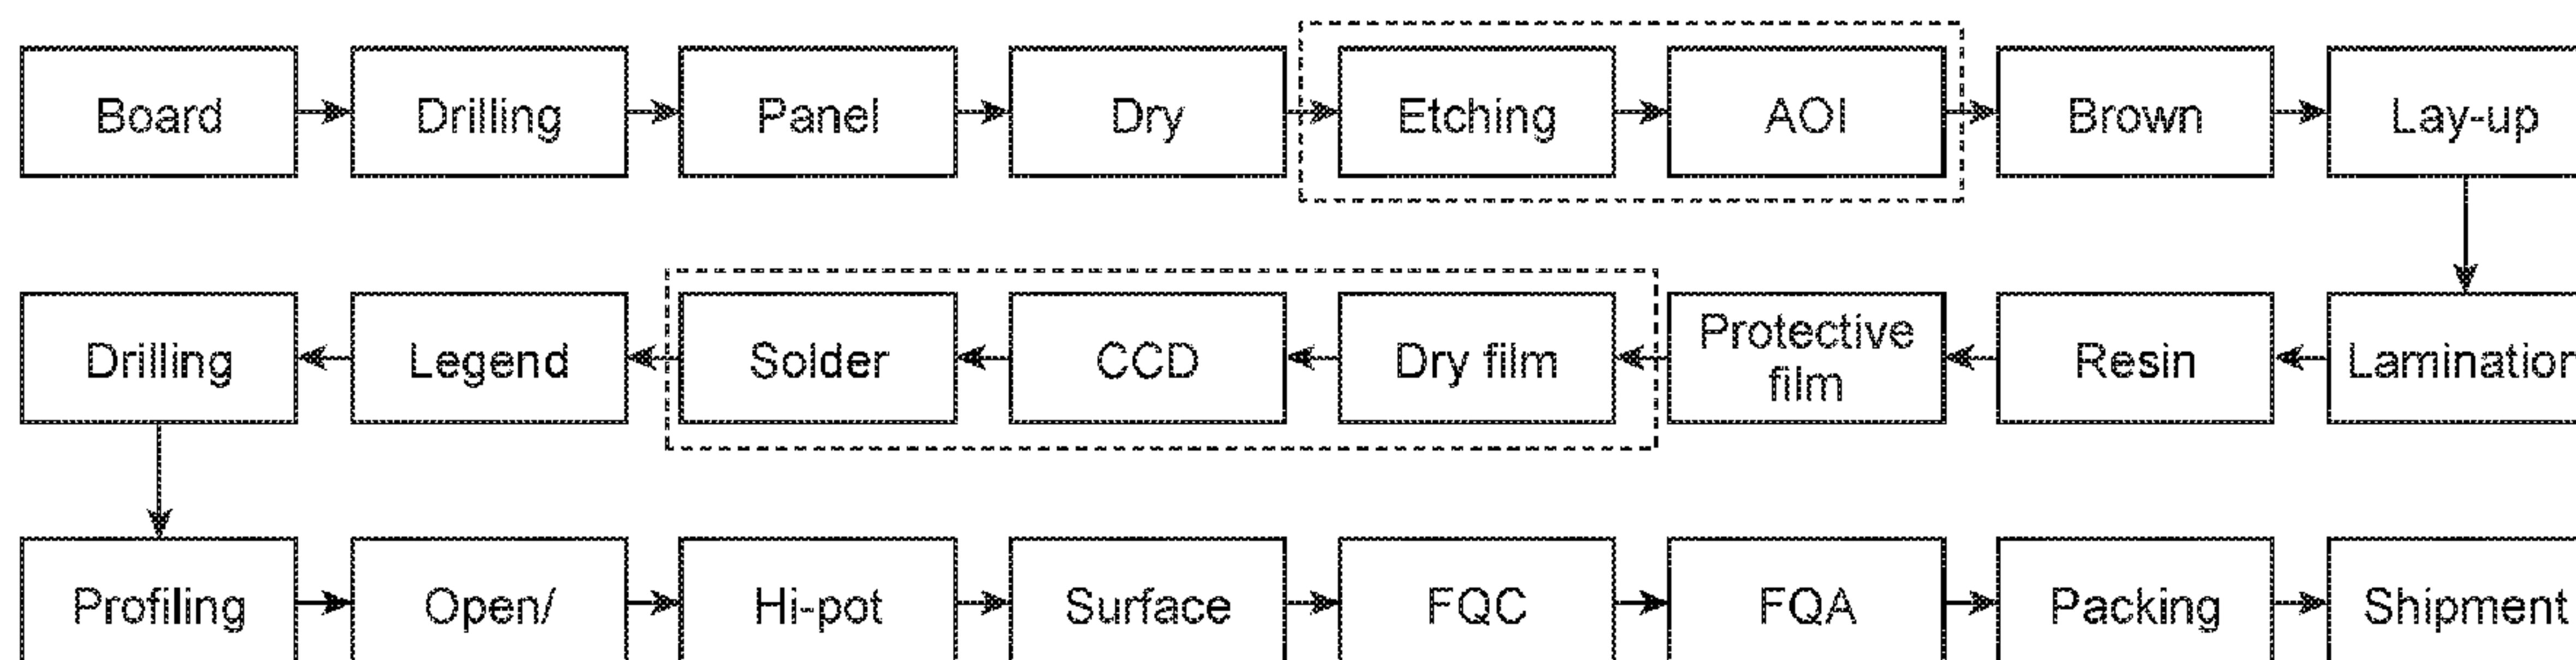 Board
Drilling
Panel
Dry
Etching
AOI
Brown
Lay-up
Drilling
Legend
Solder
CCD
Dry film
Protective
film
Resin
Lamination
Profiling
Open/
Hi-pot
Surface
FQC
FQA
Packing
Shipment